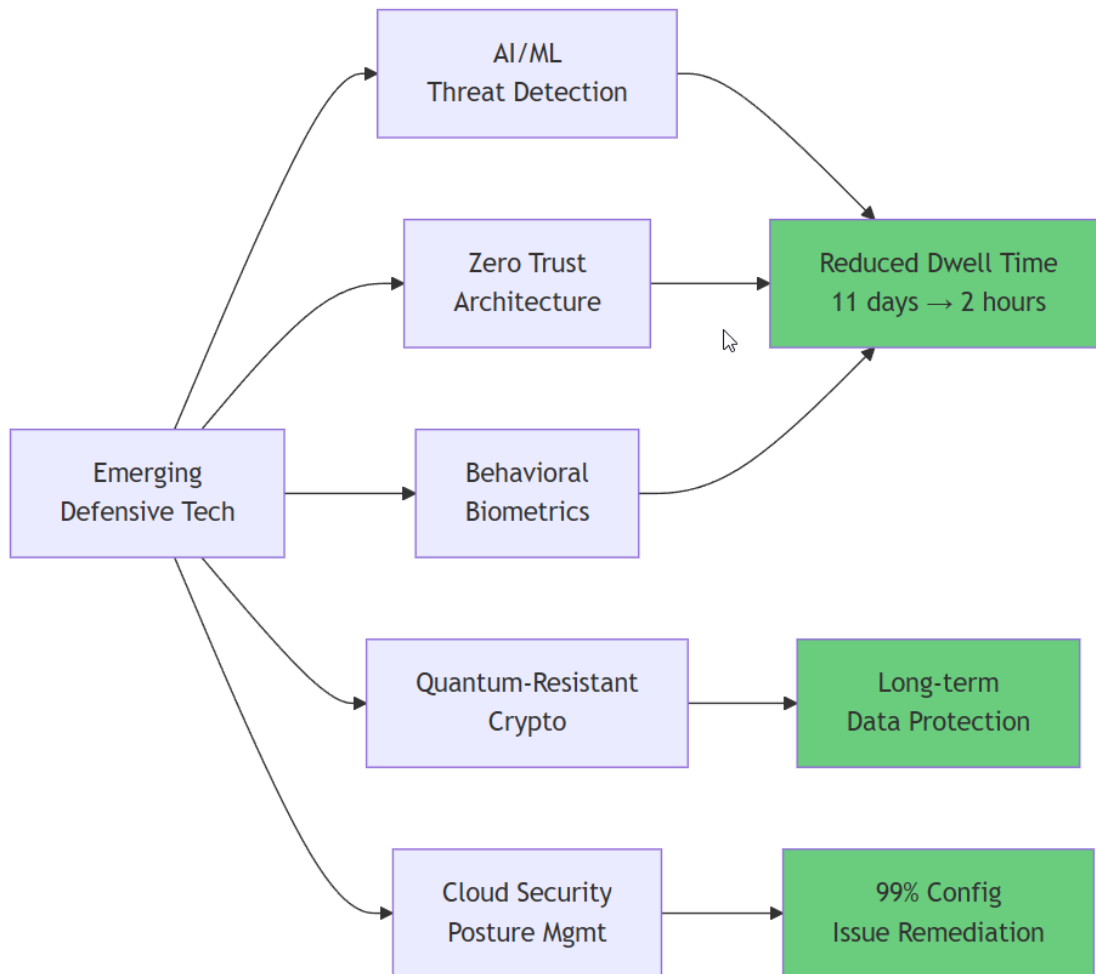 AI/ML
Threat Detection
Zero Trust
Architecture
Reduced Dwell Time
11 days → 2 hours
Emerging
Defensive Tech
Behavioral
Biometrics
Quantum-Resistant
Crypto
Long-term
Data Protection
Cloud Security
Posture Mgmt
99% Config
Issue Remediation